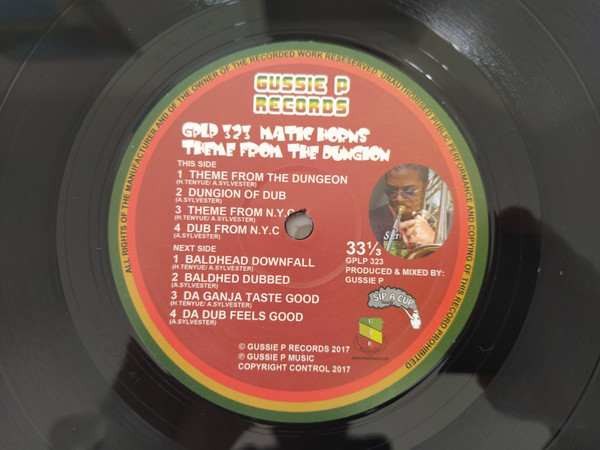 ALL RIGHTS OF THE MANUFACTURER AND OF THE OWNER OF THE RECORDED WORK RESERVED. UNAUTHORISED PUBLIC PERFORMANCE AND COPYING OF THIS RECORD PROHIBITED
GUSSIE P
RECORDS
GPLP 323 MATIC HORNS
THEME FROM THE DUNGION
THIS SIDE
1 THEME FROM THE DUNGEON
(H.TENYUE/ A.SYLVESTER)
2 DUNGION OF DUB
(A.SYLVESTER)
3 THEME FROM N.Y.C
(H.TENYUE/ A.SYLVESTER)
4 DUB FROM N.Y.C
(A.SYLVESTER)
NEXT SIDE
1 BALDHEAD DOWNFALL
(H.TENYUE/ A.SYLVESTER)
2 BALDHED DUBBED
(A.SYLVESTER)
3 DA GANJA TASTE GOOD
(H.TENYUE/ A.SYLVESTER)
4 DA DUB FEELS GOOD
(A.SYLVESTER)
33⅓
GPLP 323
PRODUCED & MIXED BY:
GUSSIE P
SIP A CUP
© GUSSIE P RECORDS 2017
℗ GUSSIE P MUSIC
COPYRIGHT CONTROL 2017